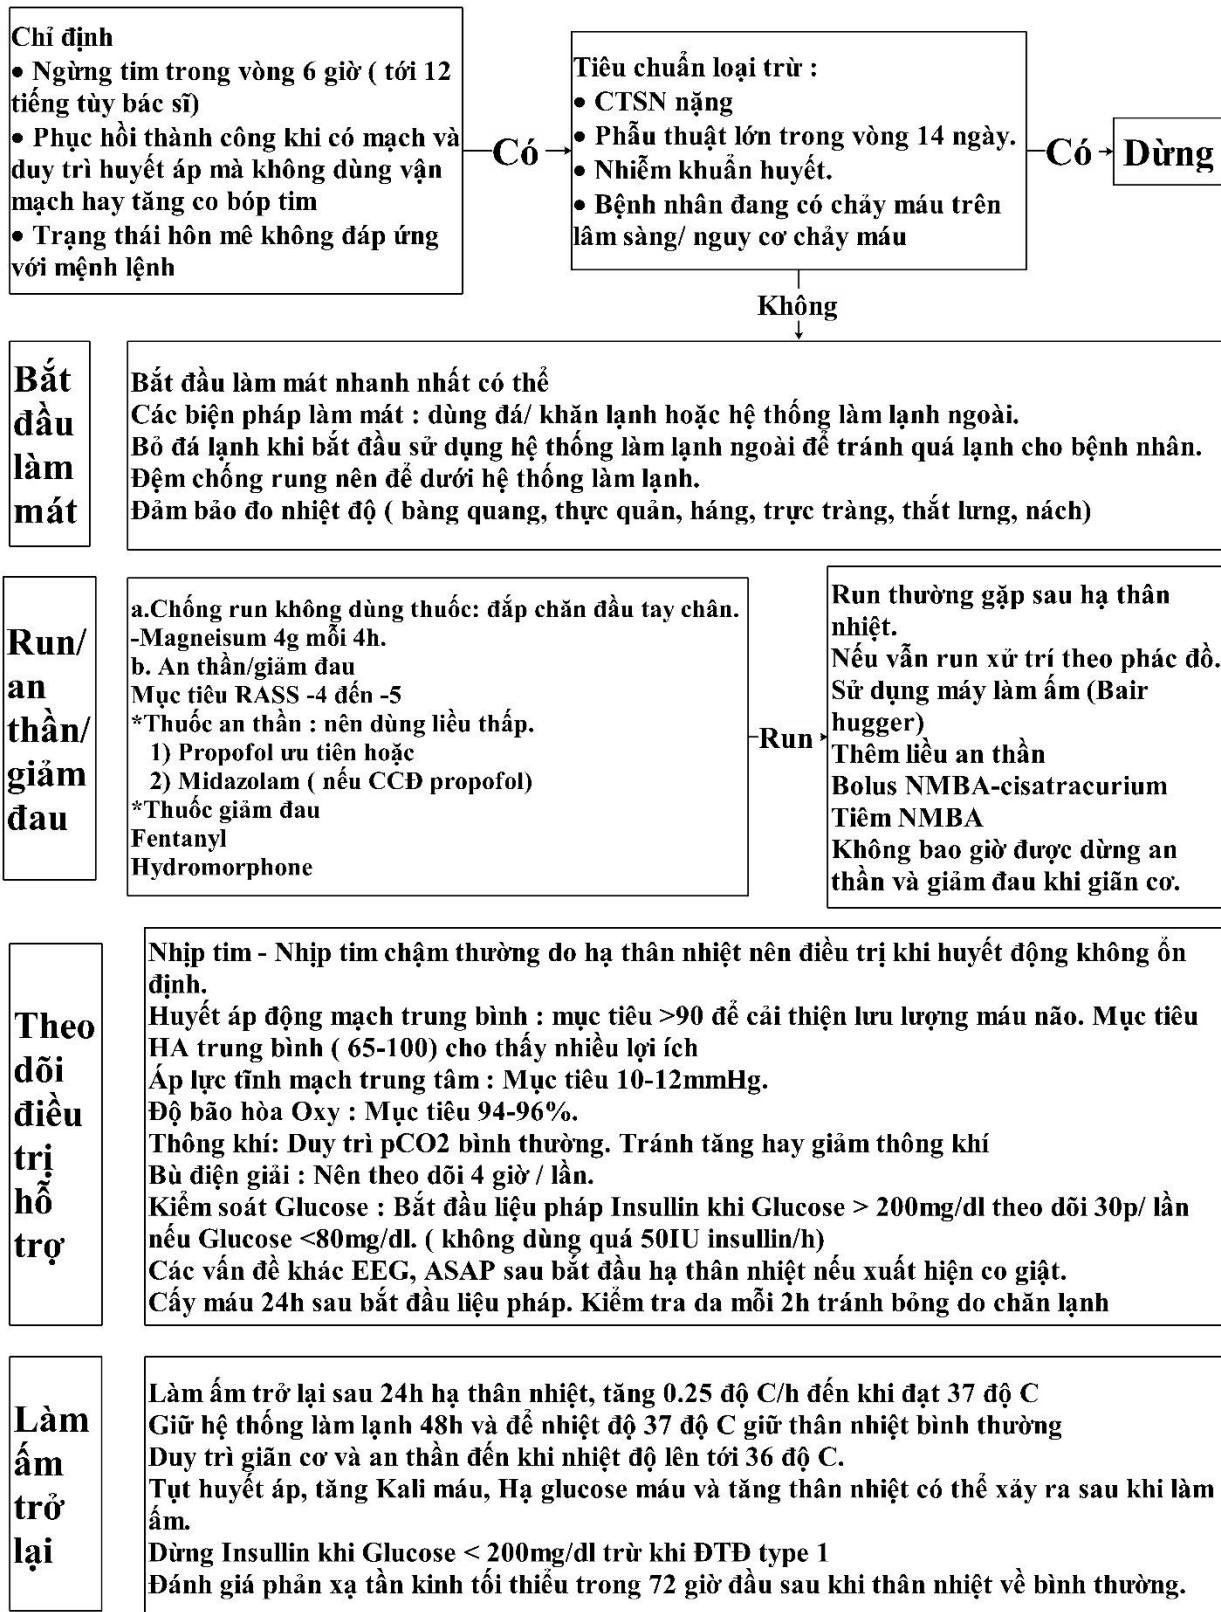 Chỉ định
• Ngừng tim trong vòng 6 giờ ( tới 12
tiếng tùy bác sĩ)
• Phục hồi thành công khi có mạch và
duy trì huyết áp mà không dùng vận
mạch hay tăng co bóp tim
• Trạng thái hôn mê không đáp ứng
với mệnh lệnh
Có
Tiêu chuẩn loại trừ :
• CTSN nặng
• Phẫu thuật lớn trong vòng 14 ngày.
• Nhiễm khuẩn huyết.
• Bệnh nhân đang có chảy máu trên
lâm sàng/ nguy cơ chảy máu
Có
Dừng
Không
Bắt
đầu
làm
mát
Bắt đầu làm mát nhanh nhất có thể
Các biện pháp làm mát : dùng đá/ khăn lạnh hoặc hệ thống làm lạnh ngoài.
Bỏ đá lạnh khi bắt đầu sử dụng hệ thống làm lạnh ngoài để tránh quá lạnh cho bệnh nhân.
Đệm chống rung nên để dưới hệ thống làm lạnh.
Đảm bảo đo nhiệt độ ( bàng quang, thực quản, háng, trực tràng, thắt lưng, nách)
Run/
an
thần/
giảm
đau
a.Chống run không dùng thuốc: đắp chăn đầu tay chân.
-Magneisum 4g mỗi 4h.
b. An thần/giảm đau
Mục tiêu RASS -4 đến -5
*Thuốc an thần : nên dùng liều thấp.
1) Propofol ưu tiên hoặc
2) Midazolam ( nếu CCĐ propofol)
*Thuốc giảm đau
Fentanyl
Hydromorphone
Run
Run thường gặp sau hạ thân
nhiệt.
Nếu vẫn run xử trí theo phác đồ.
Sử dụng máy làm ấm (Bair
hugger)
Thêm liều an thần
Bolus NMBA-cisatracurium
Tiêm NMBA
Không bao giờ được dừng an
thần và giảm đau khi giãn cơ.
Theo
dõi
điều
trị
hỗ
trợ
Nhịp tim - Nhịp tim chậm thường do hạ thân nhiệt nên điều trị khi huyết động không ổn
định.
Huyết áp động mạch trung bình : mục tiêu >90 để cải thiện lưu lượng máu não. Mục tiêu
HA trung bình ( 65-100) cho thấy nhiều lợi ích
Áp lực tĩnh mạch trung tâm : Mục tiêu 10-12mmHg.
Độ bão hòa Oxy : Mục tiêu 94-96%.
Thông khí: Duy trì pCO2 bình thường. Tránh tăng hay giảm thông khí
Bù điện giải : Nên theo dõi 4 giờ / lần.
Kiểm soát Glucose : Bắt đầu liệu pháp Insullin khi Glucose > 200mg/dl theo dõi 30p/ lần
nếu Glucose <80mg/dl. ( không dùng quá 50IU insullin/h)
Các vấn đề khác EEG, ASAP sau bắt đầu hạ thân nhiệt nếu xuất hiện co giật.
Cấy máu 24h sau bắt đầu liệu pháp. Kiểm tra da mỗi 2h tránh bỏng do chăn lạnh
Làm
ấm
trở
lại
Làm ấm trở lại sau 24h hạ thân nhiệt, tăng 0.25 độ C/h đến khi đạt 37 độ C
Giữ hệ thống làm lạnh 48h và để nhiệt độ 37 độ C giữ thân nhiệt bình thường
Duy trì giãn cơ và an thần đến khi nhiệt độ lên tới 36 độ C.
Tụt huyết áp, tăng Kali máu, Hạ glucose máu và tăng thân nhiệt có thể xảy ra sau khi làm
ấm.
Dừng Insullin khi Glucose < 200mg/dl trừ khi ĐTĐ type 1
Đánh giá phản xạ tần kinh tối thiểu trong 72 giờ đầu sau khi thân nhiệt về bình thường.